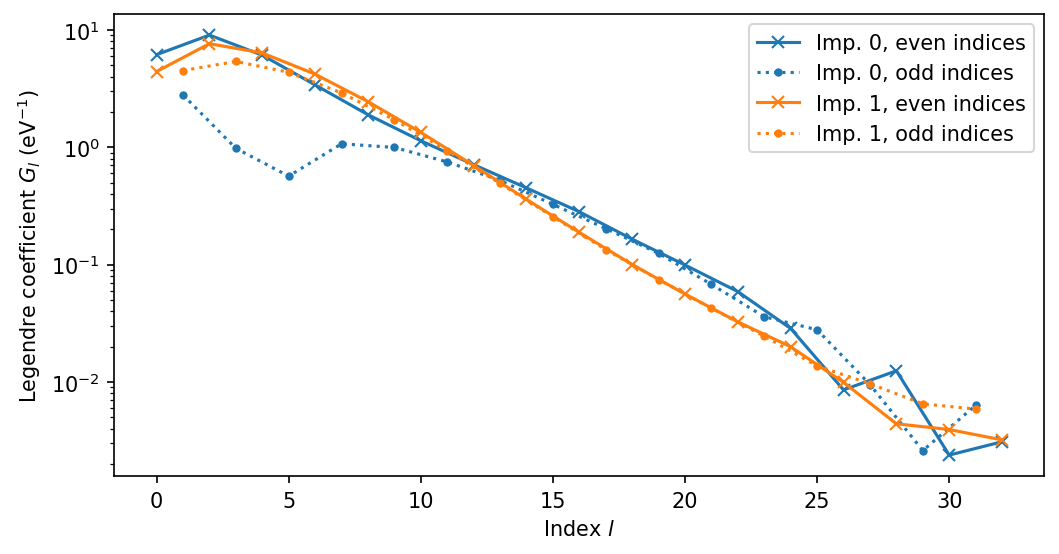 Imp. 0, even indices
Imp. 0, odd indices
Imp. 1, even indices
Imp. 1, odd indices
Legendre coefficient $G_l$ (eV$^{-1}$)
10¹
10⁰
10⁻¹
10⁻²
0 5 10 15 20 25 30
Index $l$